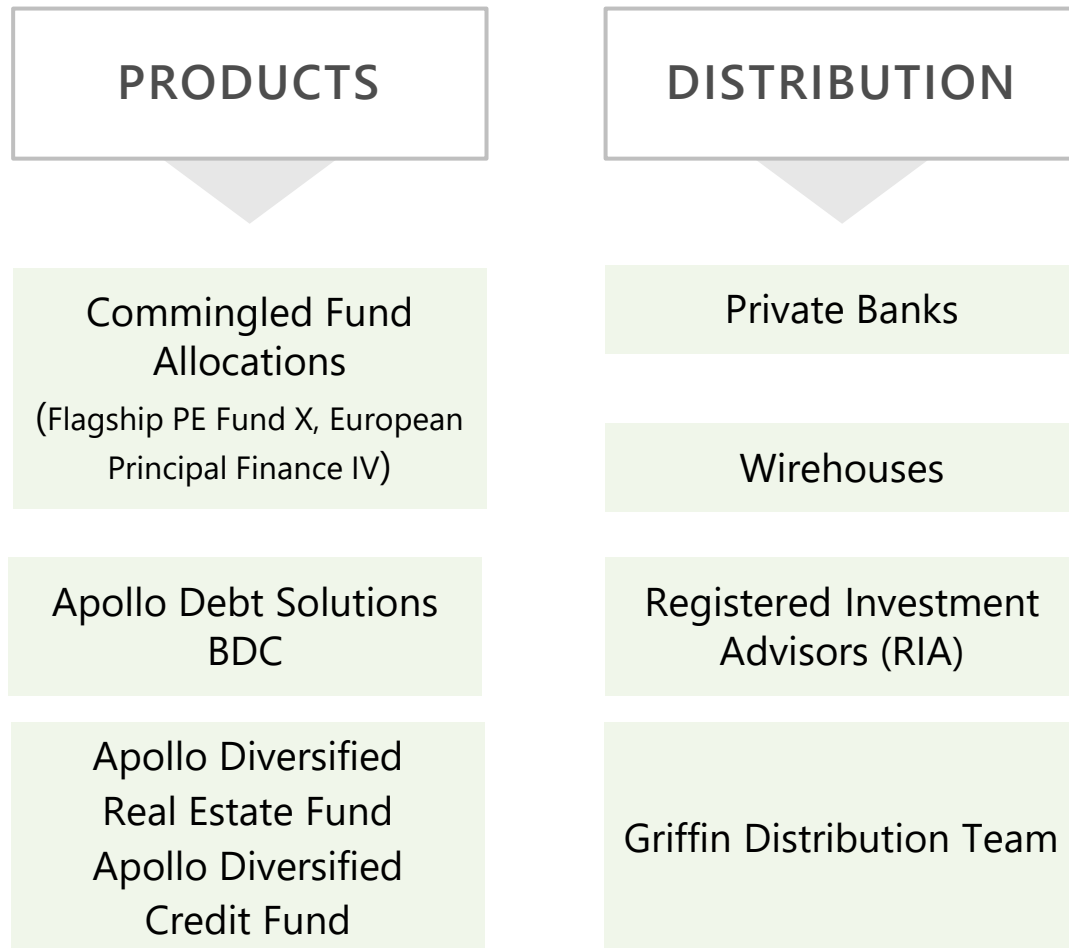 PRODUCTS
Commingled Fund
Allocations
(Flagship PE Fund X, European
Principal Finance IV)
Apollo Debt Solutions
BDC
Apollo Diversified
Real Estate Fund
Apollo Diversified
Credit Fund
DISTRIBUTION
Private Banks
Wirehouses
Registered Investment
Advisors (RIA)
Griffin Distribution Team